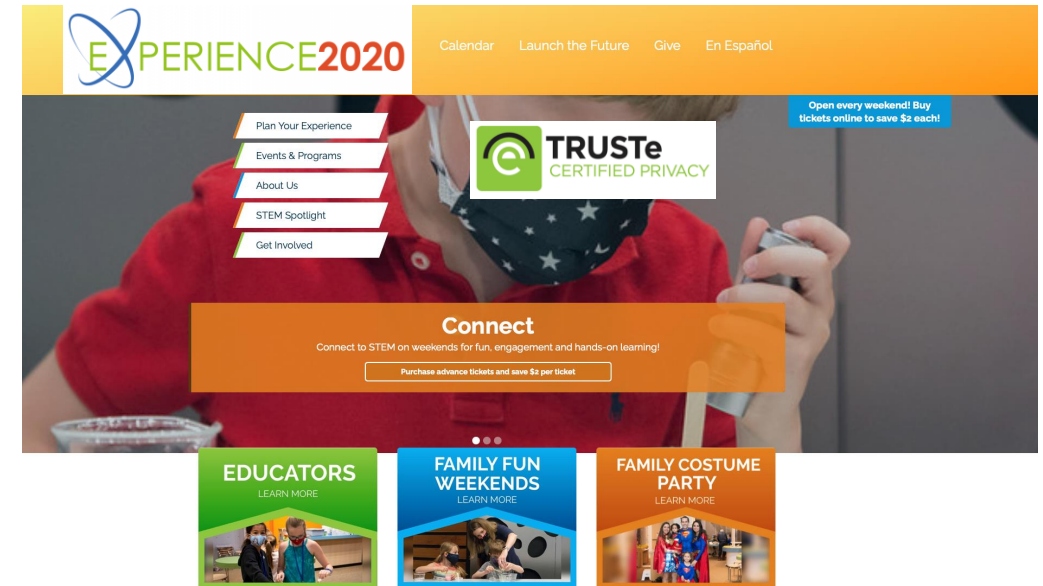 EXPERIENCE2020
Calendar Launch the Future Give En Español
Open every weekend! Buy
tickets online to save $2 each!
Plan Your Experience
Events & Programs
About Us
STEM Spotlight
Get Involved
e
TRUSTe
CERTIFIED PRIVACY
Connect
Connect to STEM on weekends for fun, engagement and hands-on learning!
Purchase advance tickets and save $2 per ticket
EDUCATORS
LEARN MORE
FAMILY FUN
WEEKENDS
LEARN MORE
FAMILY COSTUME
PARTY
LEARN MORE